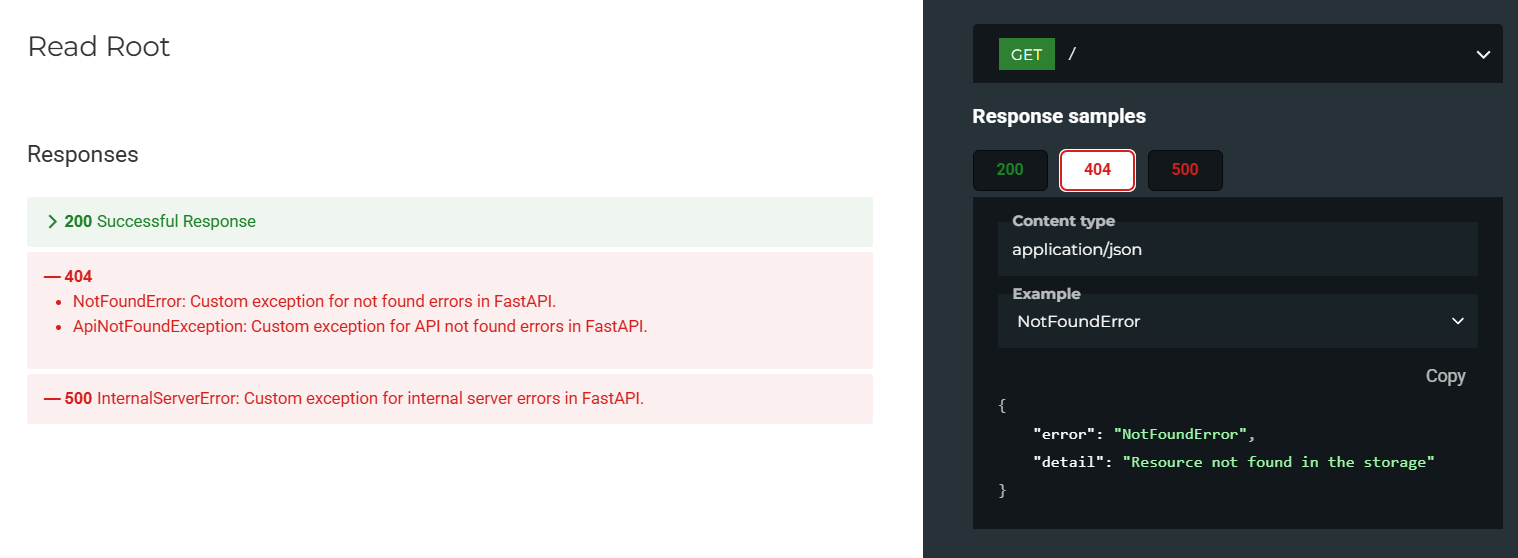 Read Root
Responses
200 Successful Response
404
NotFoundError: Custom exception for not found errors in FastAPI.
ApiNotFoundException: Custom exception for API not found errors in FastAPI.
500 InternalServerError: Custom exception for internal server errors in FastAPI.
GET /
Response samples
200 404 500
Content type
application/json
Example
NotFoundError
Copy
{
"error": "NotFoundError",
"detail": "Resource not found in the storage"
}